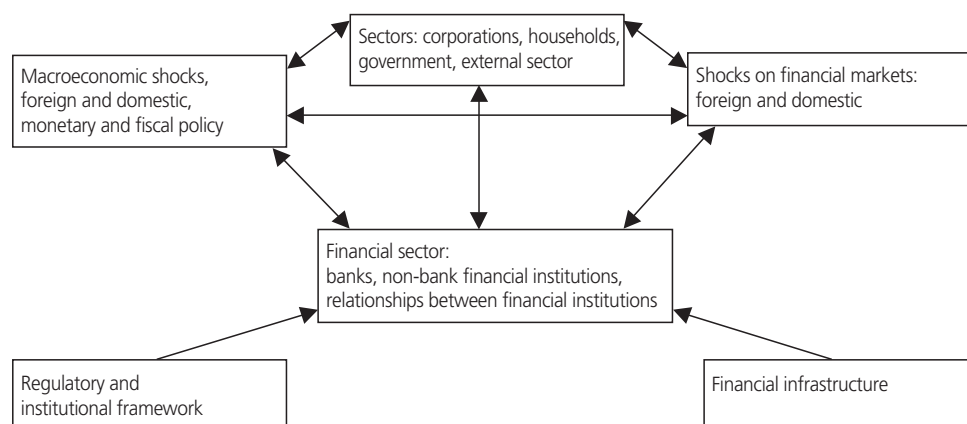 Sectors: corporations, households,
government, external sector
Macroeconomic shocks,
foreign and domestic,
monetary and fiscal policy
Shocks on financial markets:
foreign and domestic
Financial sector:
banks, non-bank financial institutions,
relationships between financial institutions
Regulatory and
institutional framework
Financial infrastructure